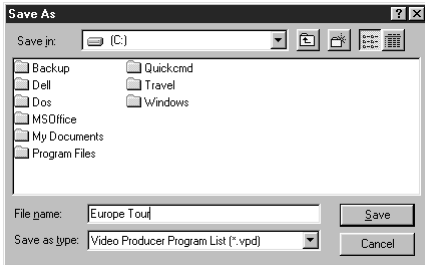 Save As
Save in: (C:)
Backup Quickcmd
Dell Travel
Dos Windows
MSOffice
My Documents
Program Files
File name: Europe Tour Save
Save as type: Video Producer Program List (*.vpd) Cancel